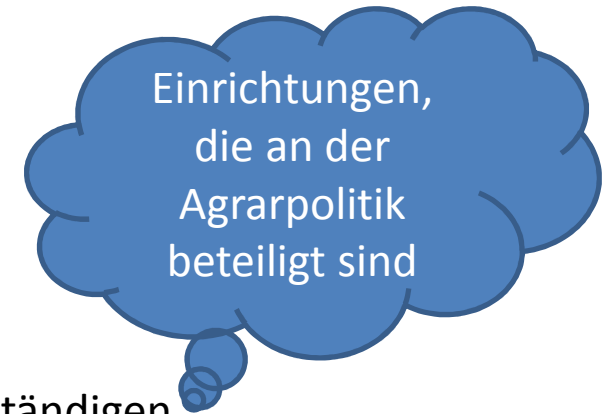 Einrichtungen,
die an der
Agrarpolitik
beteiligt sind